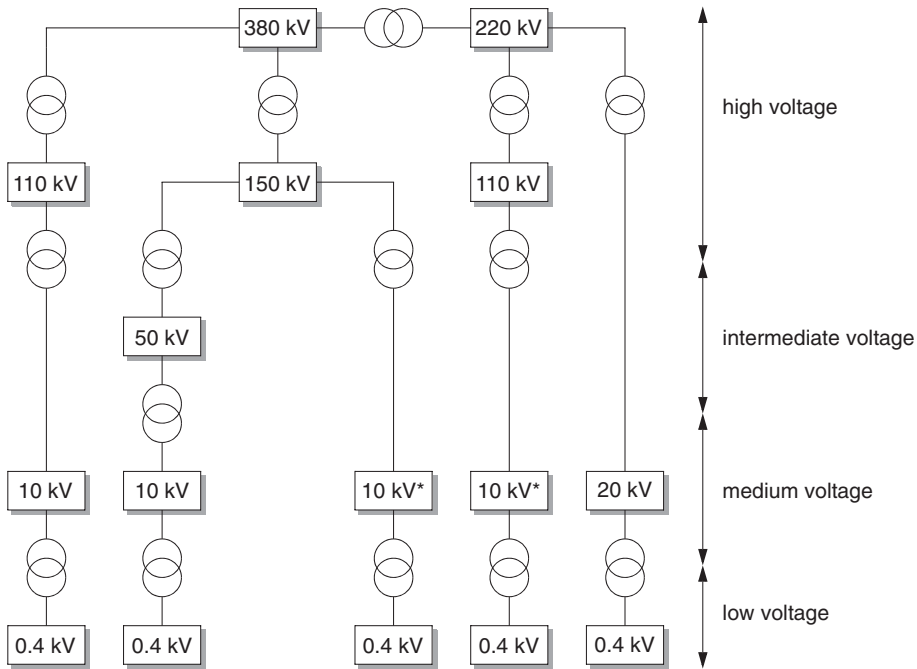 380 kV
220 kV
high voltage
110 kV
150 kV
110 kV
50 kV
intermediate voltage
10 kV
10 kV
10 kV*
10 kV*
20 kV
medium voltage
0.4 kV
0.4 kV
0.4 kV
0.4 kV
0.4 kV
low voltage